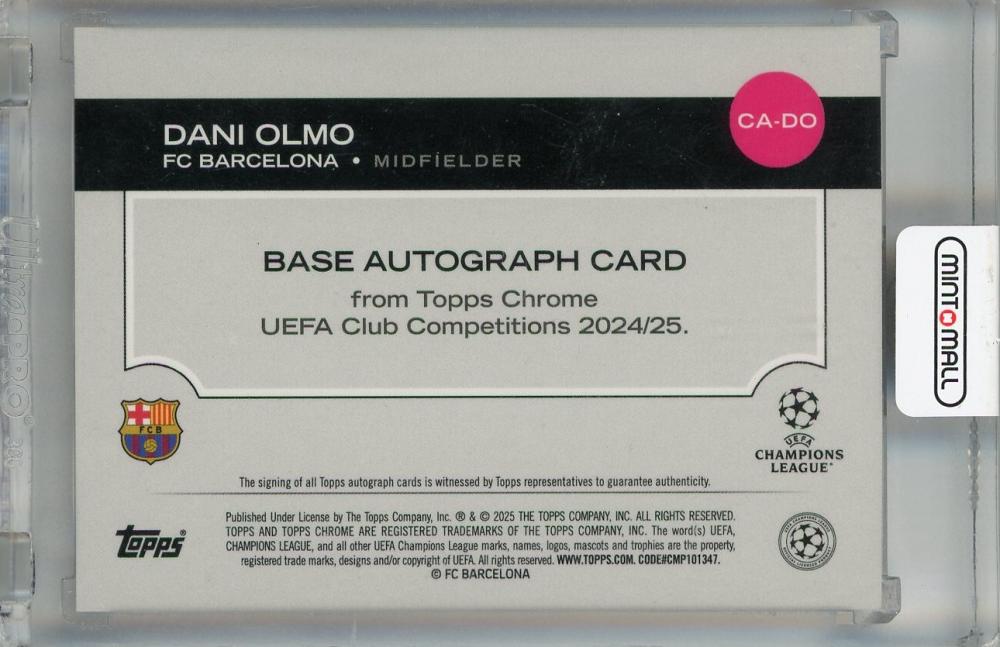 DANI OLMO
FC BARCELONA • MIDFIELDER
CA-DO
BASE AUTOGRAPH CARD
from Topps Chrome
UEFA Club Competitions 2024/25.
MINT MALL
FCB
UEFA
CHAMPIONS
LEAGUE
The signing of all Topps autograph cards is witnessed by Topps representatives to guarantee authenticity.
Topps®
Published Under License by The Topps Company, Inc. ® & © 2025 THE TOPPS COMPANY, INC. ALL RIGHTS RESERVED.
TOPPS AND TOPPS CHROME ARE REGISTERED TRADEMARKS OF THE TOPPS COMPANY, INC. The word(s) UEFA,
CHAMPIONS LEAGUE, and all other UEFA Champions League marks, names, logos, mascots and trophies are the property,
registered trade marks, designs and/or copyright of UEFA. All rights reserved. WWW.TOPPS.COM. CODE#CMP101347.
© FC BARCELONA